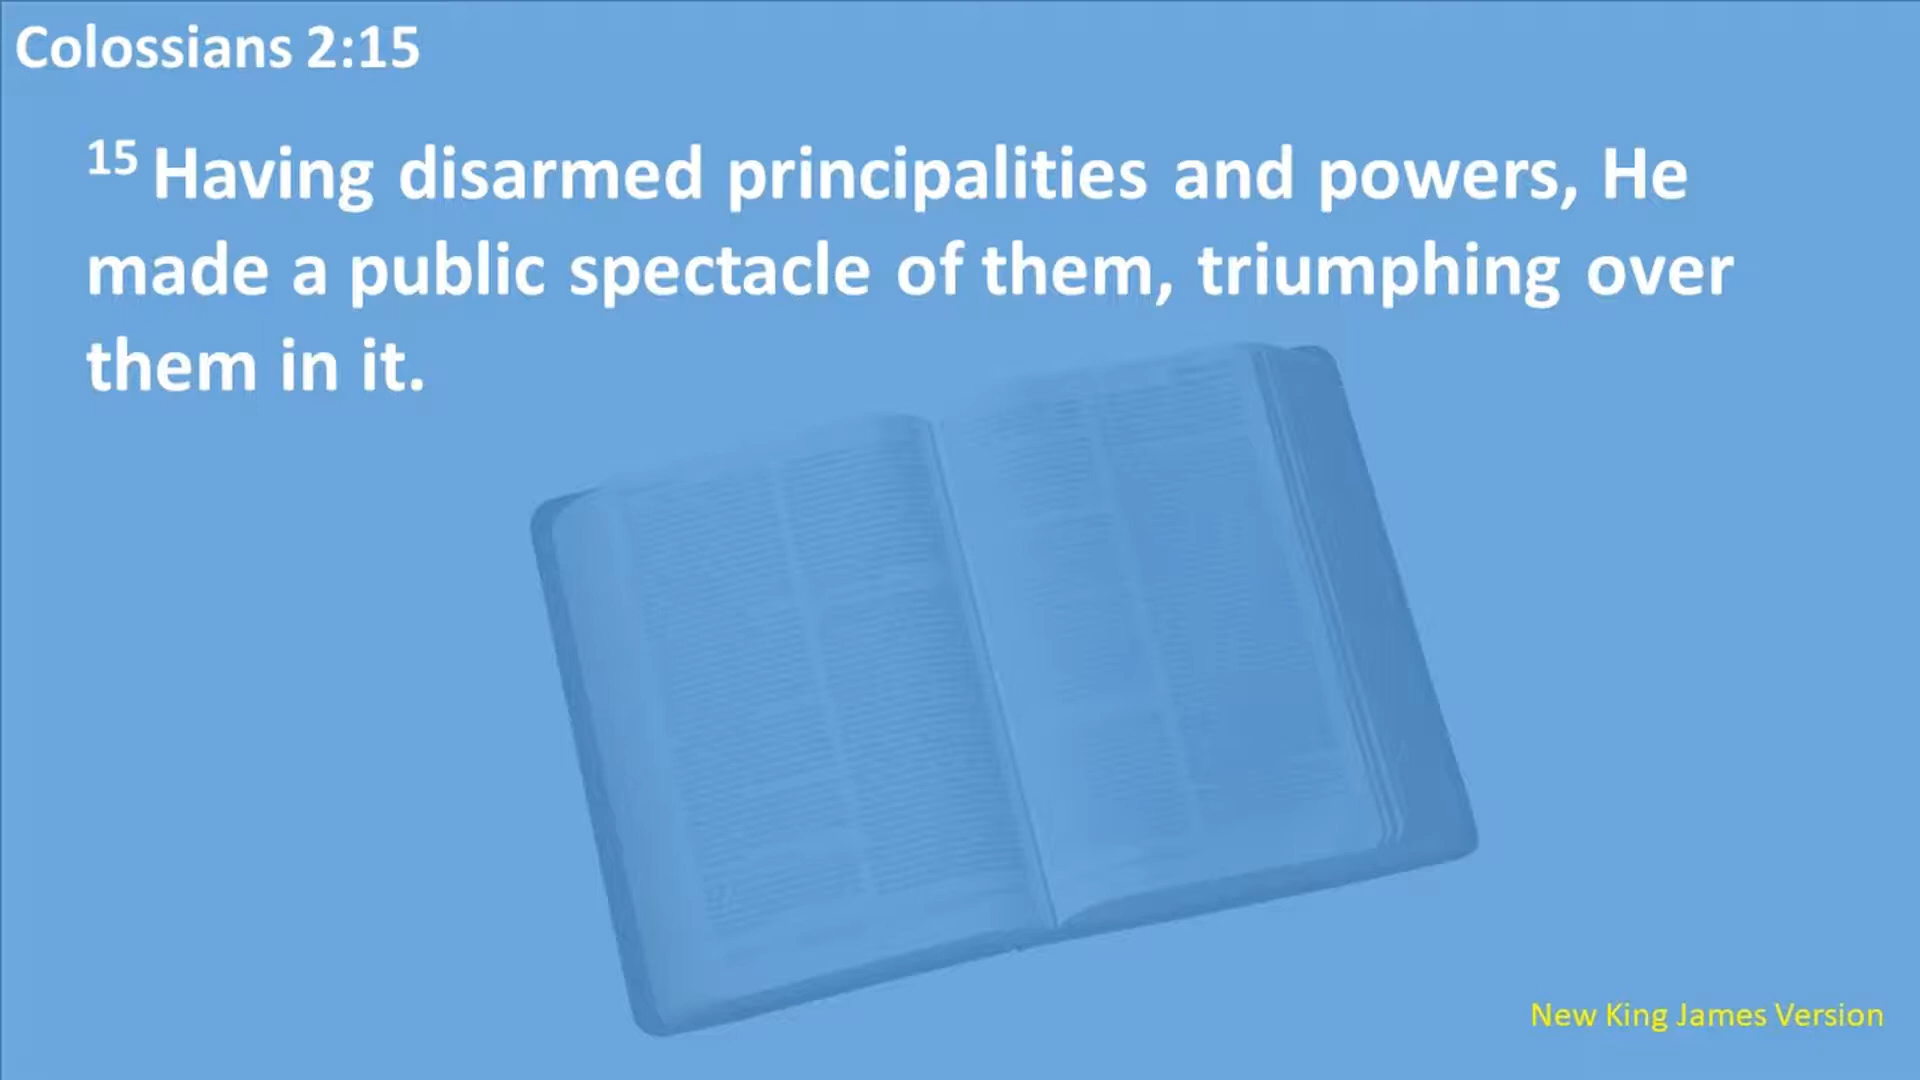 Colossians 2:15
15 Having disarmed principalities and powers, He
made a public spectacle of them, triumphing over
them in it.
New King James Version